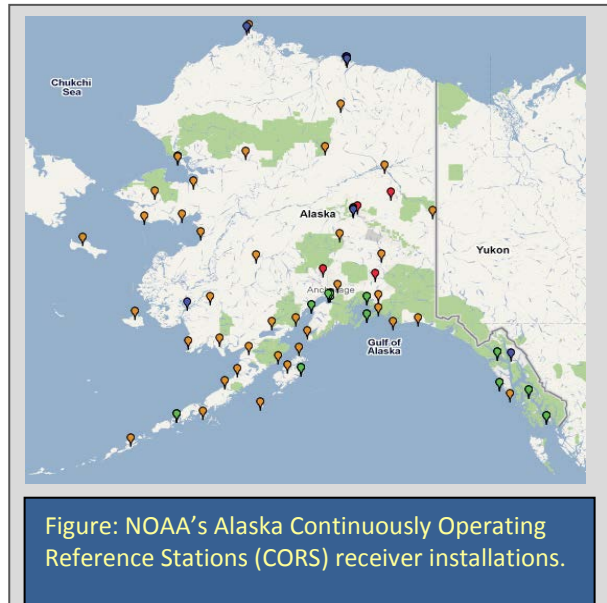 Chukchi
Sea
Alaska
Yukon
Anchorage
Gulf of
Alaska
Figure: NOAA's Alaska Continuously Operating
Reference Stations (CORS) receiver installations.